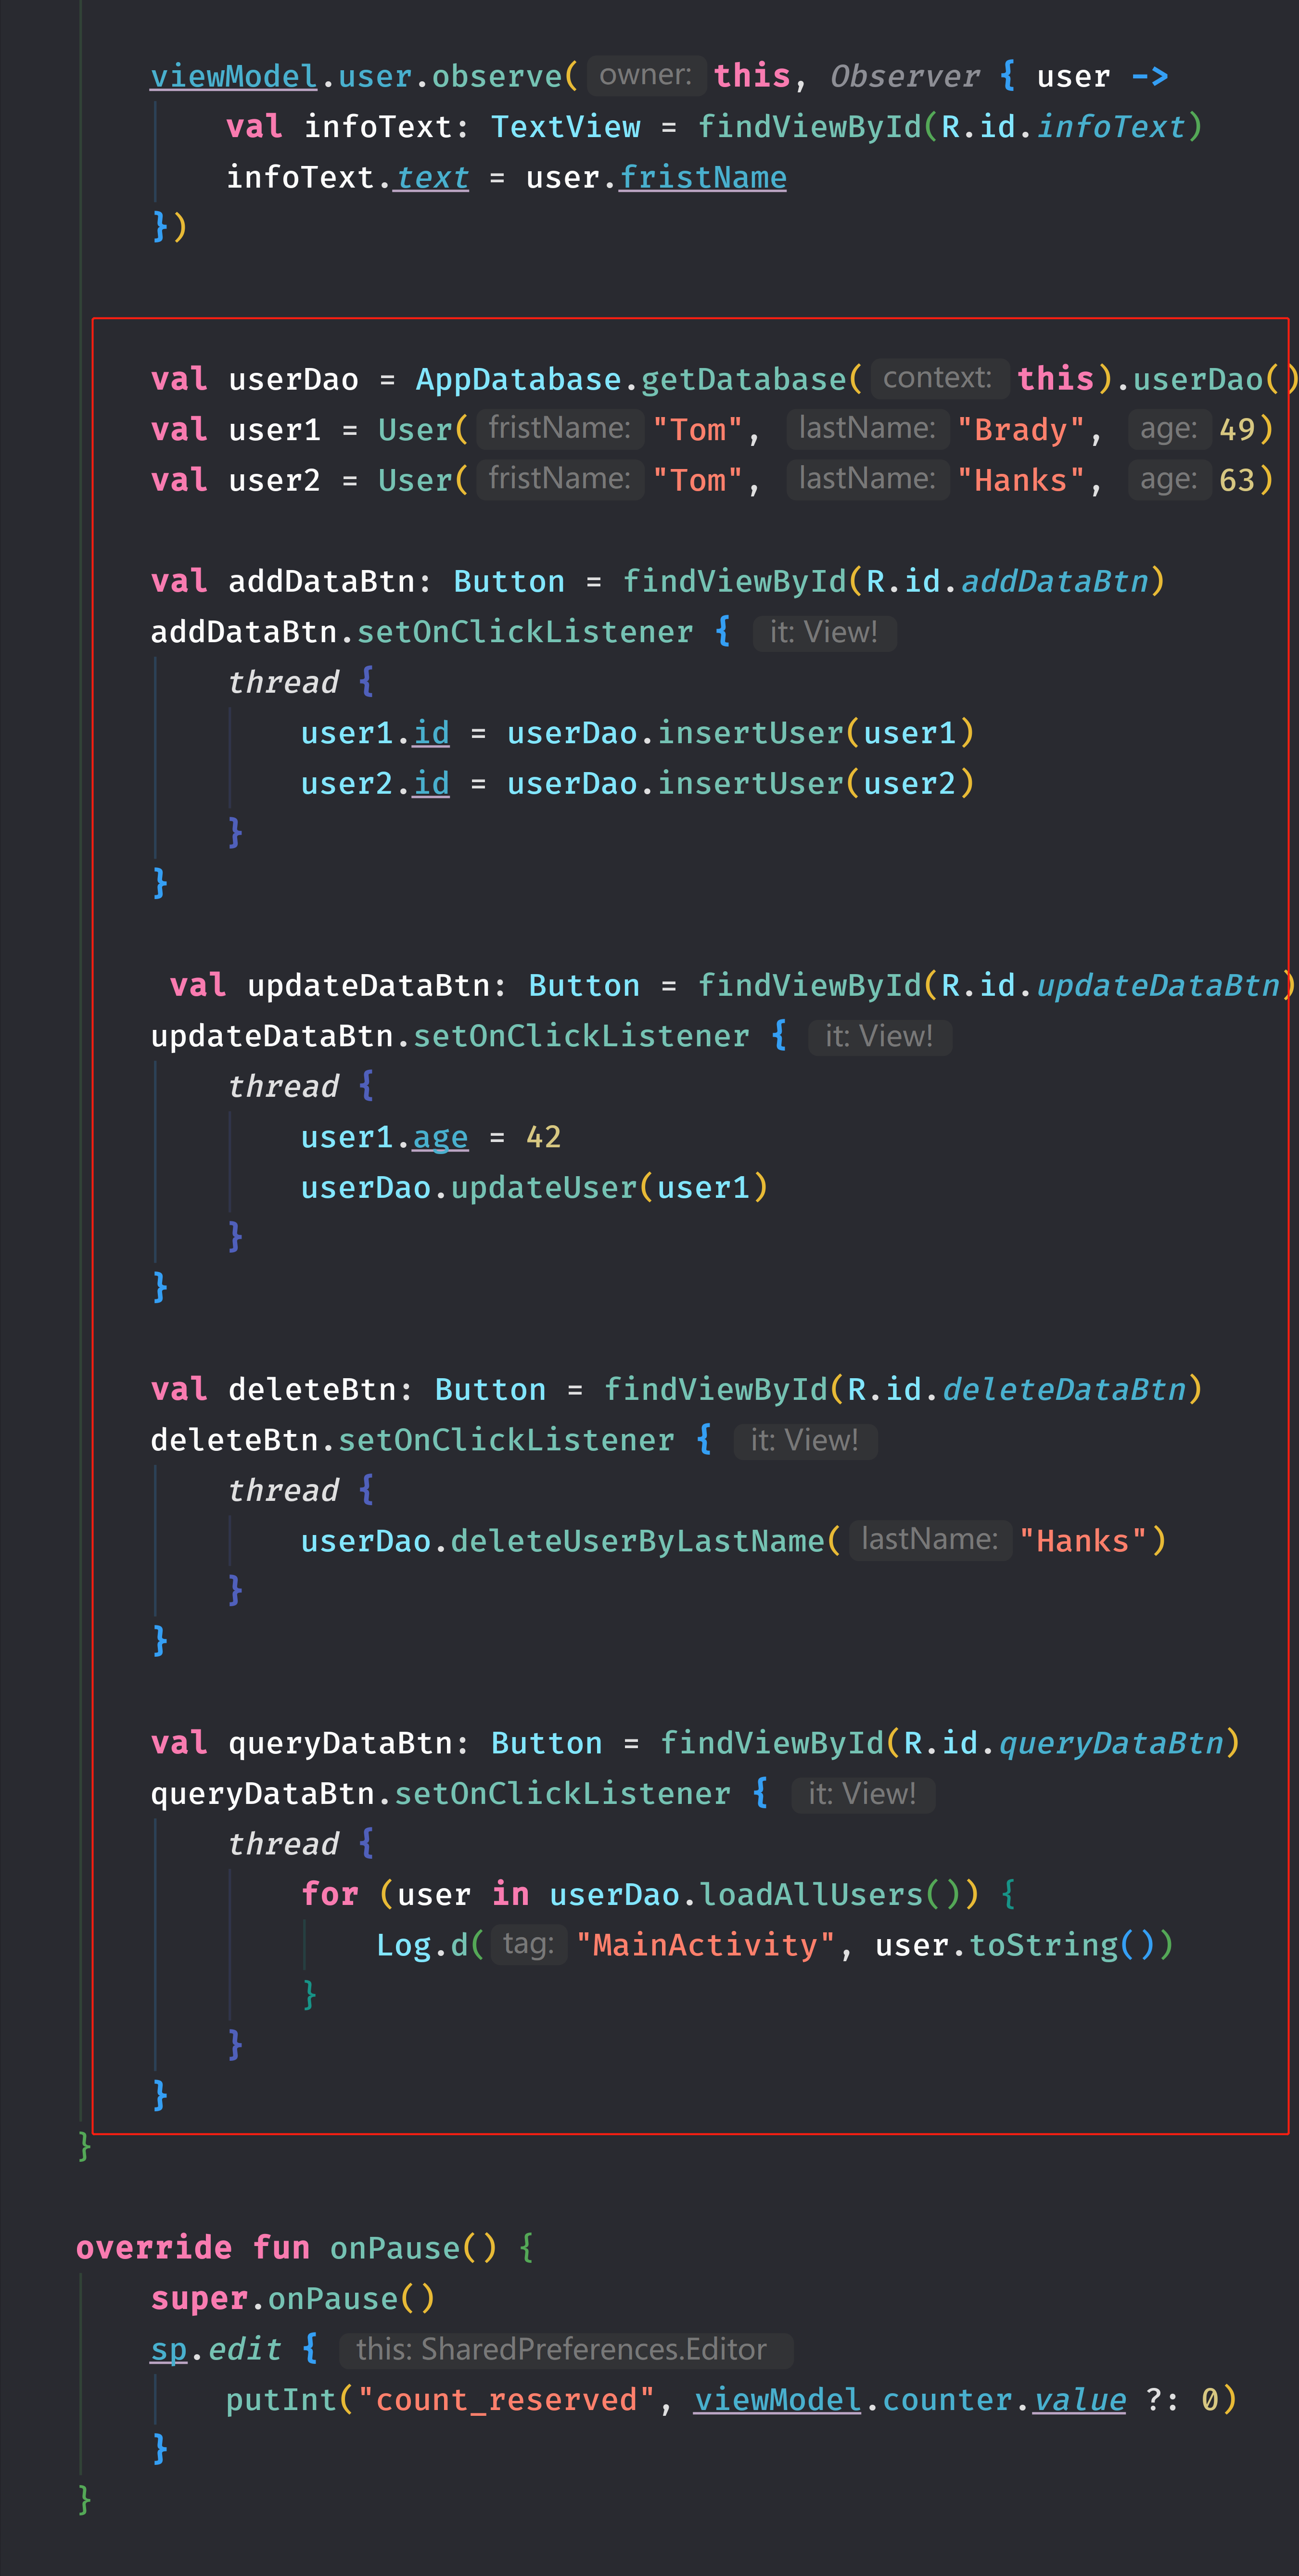 viewModel.user.observe( owner: this, Observer { user ->
    val infoText: TextView = findViewById(R.id.infoText)
    infoText.text = user.fristName
})
val userDao = AppDatabase.getDatabase( context: this).userDao()
val user1 = User( fristName: "Tom", lastName: "Brady", age: 49)
val user2 = User( fristName: "Tom", lastName: "Hanks", age: 63)
val addDataBtn: Button = findViewById(R.id.addDataBtn)
addDataBtn.setOnClickListener { it: View!
    thread {
        user1.id = userDao.insertUser(user1)
        user2.id = userDao.insertUser(user2)
    }
}
val updateDataBtn: Button = findViewById(R.id.updateDataBtn)
updateDataBtn.setOnClickListener { it: View!
    thread {
        user1.age = 42
        userDao.updateUser(user1)
    }
}
val deleteBtn: Button = findViewById(R.id.deleteDataBtn)
deleteBtn.setOnClickListener { it: View!
    thread {
        userDao.deleteUserByLastName( lastName: "Hanks")
    }
}
val queryDataBtn: Button = findViewById(R.id.queryDataBtn)
queryDataBtn.setOnClickListener { it: View!
    thread {
        for (user in userDao.loadAllUsers()) {
            Log.d( tag: "MainActivity", user.toString())
        }
    }
}
}
override fun onPause() {
    super.onPause()
    sp.edit { this: SharedPreferences.Editor
        putInt("count_reserved", viewModel.counter.value ?: 0)
    }
}